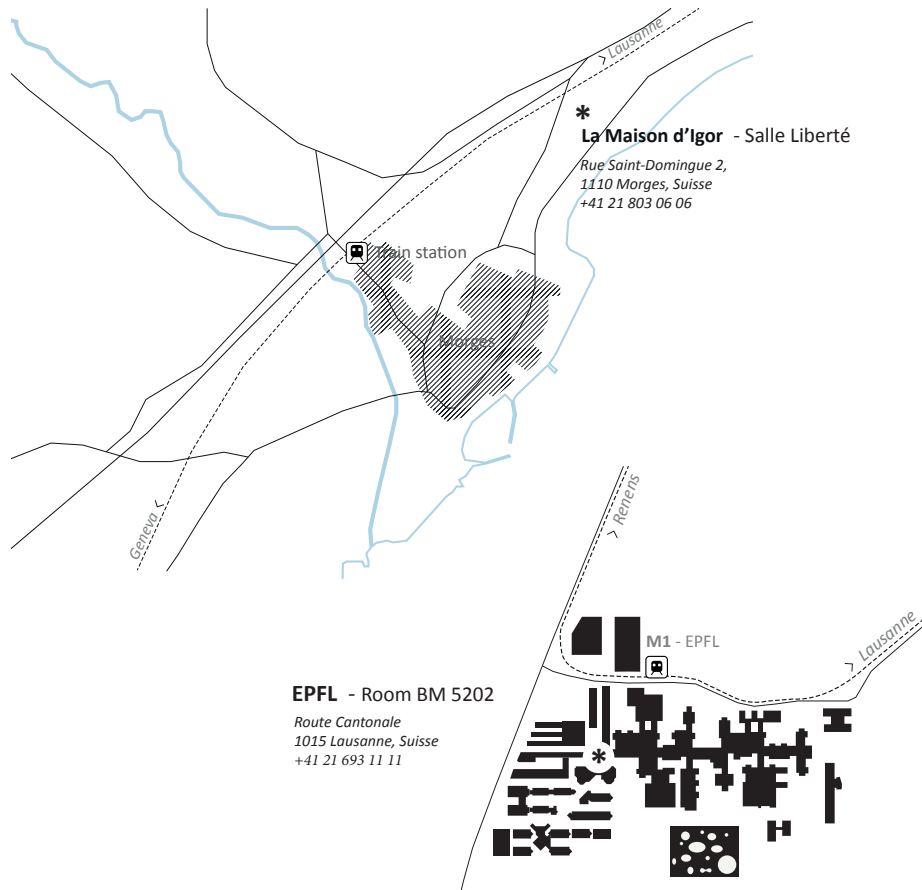 Lausanne
*
La Maison d'Igor - Salle Liberté
Rue Saint-Domingue 2,
1110 Morges, Suisse
+41 21 803 06 06
Train station
Morges
Geneva
Renens
M1 - EPFL
Lausanne
EPFL - Room BM 5202
Route Cantonale
1015 Lausanne, Suisse
+41 21 693 11 11
*